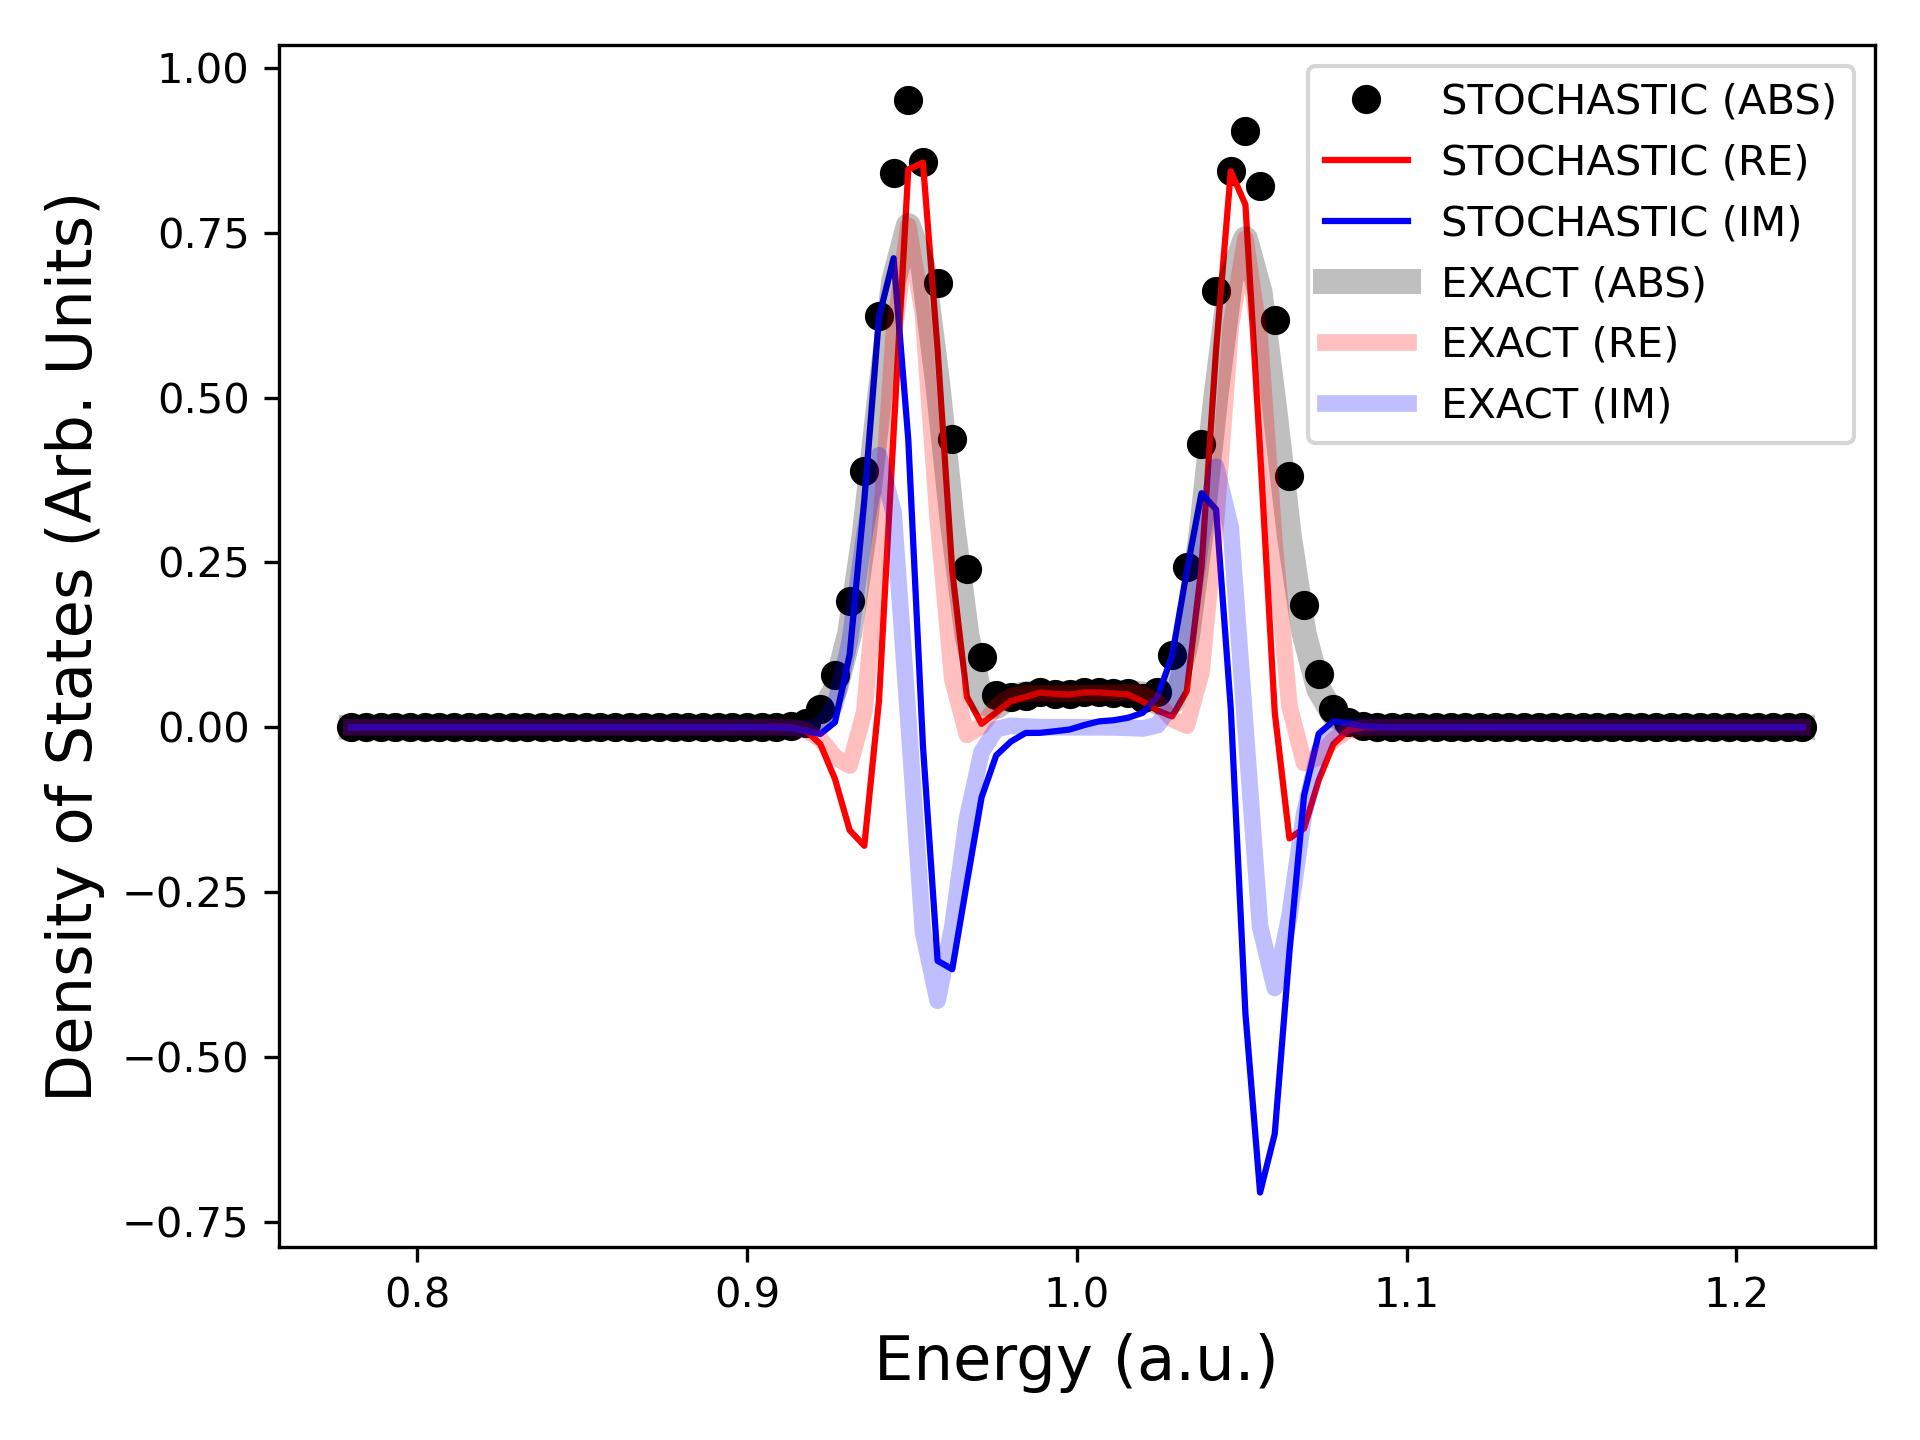 1.00
0.75
0.50
0.25
0.00
−0.25
−0.50
−0.75
Density of States (Arb. Units)
STOCHASTIC (ABS)
STOCHASTIC (RE)
STOCHASTIC (IM)
EXACT (ABS)
EXACT (RE)
EXACT (IM)
0.8 0.9 1.0 1.1 1.2
Energy (a.u.)